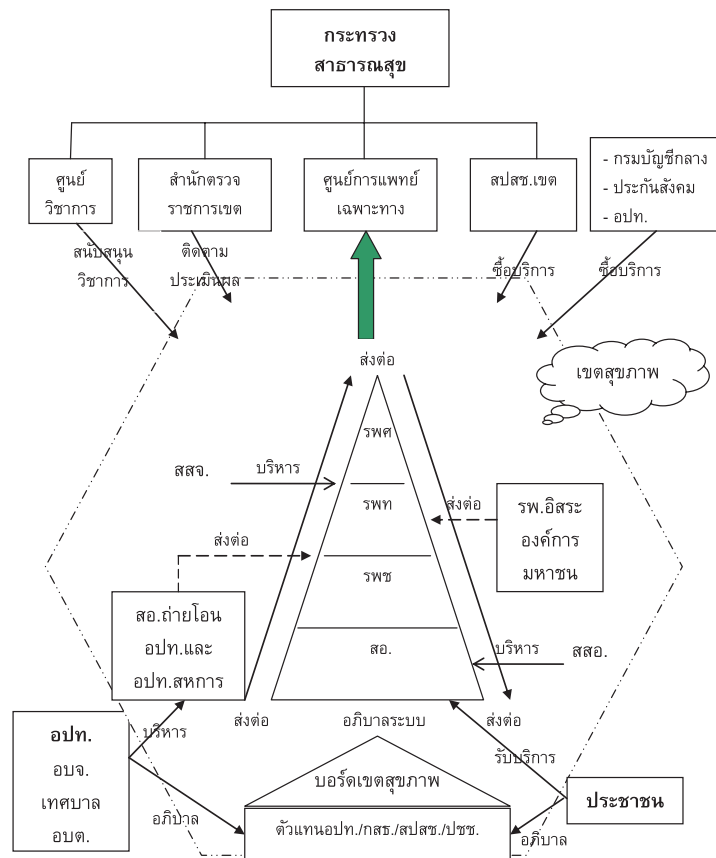 กระทรวง
สาธารณสุข
ศูนย์
วิชาการ
สำนักตรวจ
ราชการเขต
ศูนย์การแพทย์
เฉพาะทาง
สปสช.เขต
- กรมบัญชีกลาง
- ประกันสังคม
- อปท.
สนับสนุน
วิชาการ
ติดตาม
ประเมินผล
ซื้อบริการ
ซื้อบริการ
ส่งต่อ
เขตสุขภาพ
รพศ
สสจ.
บริหาร
รพท
ส่งต่อ
รพ.อิสระ
องค์การ
มหาชน
ส่งต่อ
รพช
สอ.ถ่ายโอน
อปท.และ
อปท.สหการ
สอ.
บริหาร
สสอ.
ส่งต่อ
อภิบาลระบบ
ส่งต่อ
อปท.
อบจ.
เทศบาล
อบต.
บริหาร
รับบริการ
บอร์ดเขตสุขภาพ
ประชาชน
อภิบาล
ตัวแทนอปท./กสธ./สปสช./ปชช.
อภิบาล